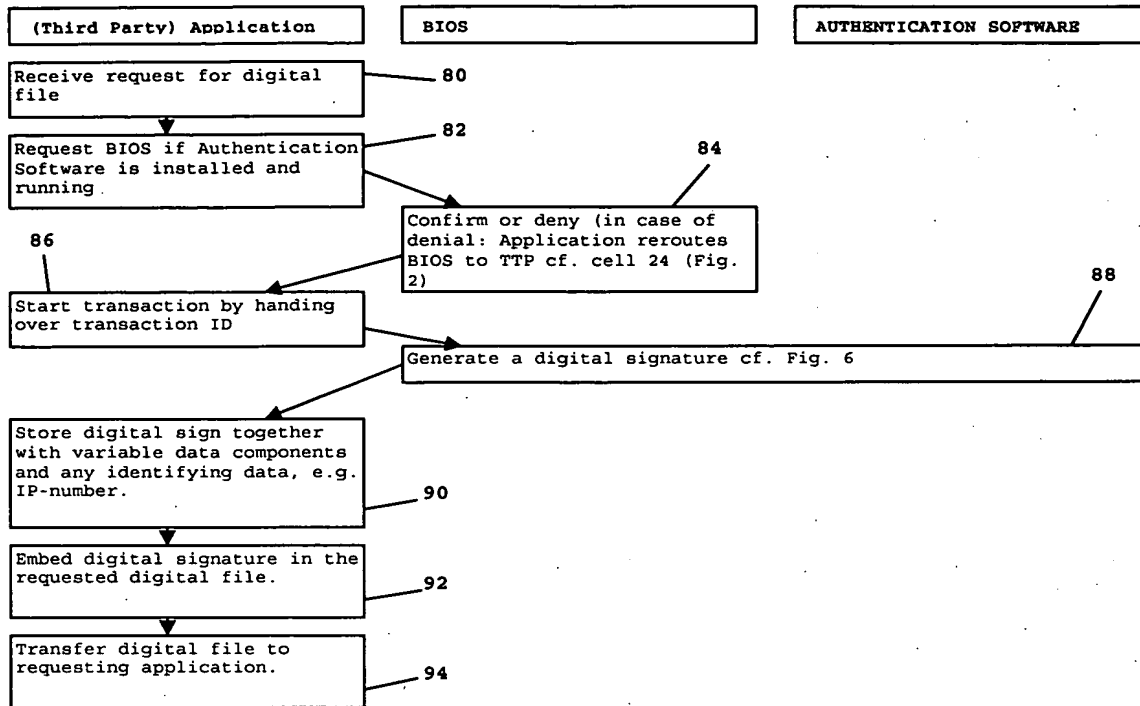 (Third Party) Application
BIOS
AUTHENTICATION SOFTWARE
Receive request for digital
file
80
Request BIOS if Authentication
Software is installed and
running
82
84
Confirm or deny (in case of
denial: Application reroutes
BIOS to TTP cf. cell 24 (Fig.
2)
86
Start transaction by handing
over transaction ID
88
Generate a digital signature cf. Fig. 6
Store digital sign together
with variable data components
and any identifying data, e.g.
IP-number.
90
Embed digital signature in the
requested digital file.
92
Transfer digital file to
requesting application.
94